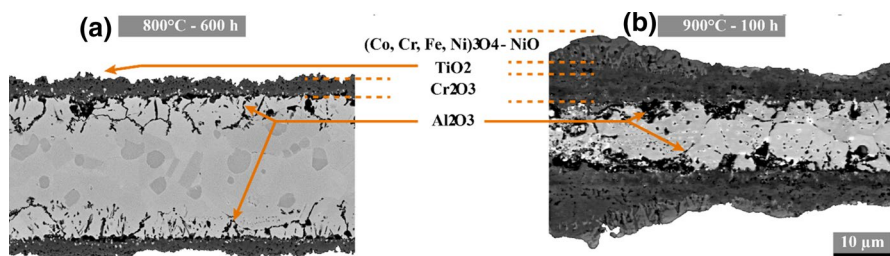 (a)
800°C - 600 h
(b)
900°C - 100 h
(Co, Cr, Fe, Ni)3O4 - NiO
TiO2
Cr2O3
Al2O3
10 µm